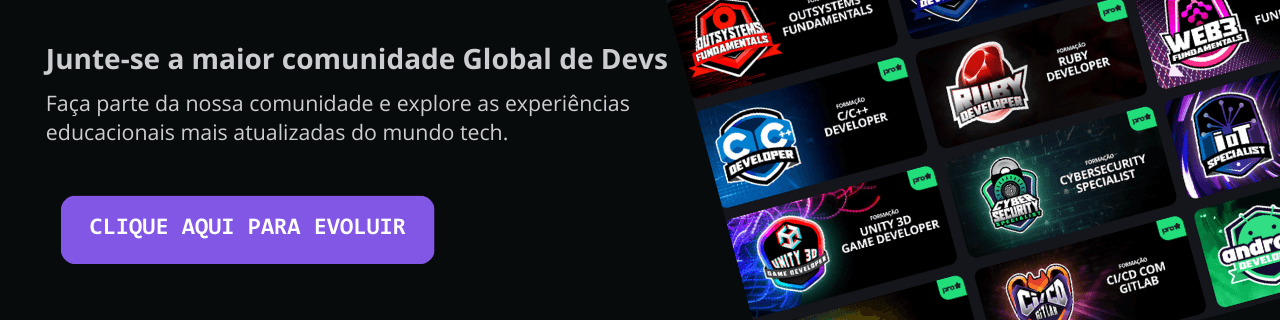 Junte-se a maior comunidade Global de Devs
Faça parte da nossa comunidade e explore as experiências
educacionais mais atualizadas do mundo tech.
CLIQUE AQUI PARA EVOLUIR
OUTSYSTEMS
FUNDAMENTALS
OUTSYSTEMS
FUNDAMENTALS
pro
FORMAÇÃO
RUBY
DEVELOPER
RUBY
DEVELOPER
WEB3
FUNDAMENTALS
pro
FORMAÇÃO
C/C++
DEVELOPER
C C++
DEVELOPER
pro
FORMAÇÃO
CYBERSECURITY
SPECIALIST
CYBER
SECURITY
SPECIALIST
IOT
SPECIALIST
pro
FORMAÇÃO
UNITY 3D
GAME DEVELOPER
UNITY 3D
GAME DEVELOPER
pro
FORMAÇÃO
CI/CD COM
GITLAB
CI/CD
GITLAB
pro